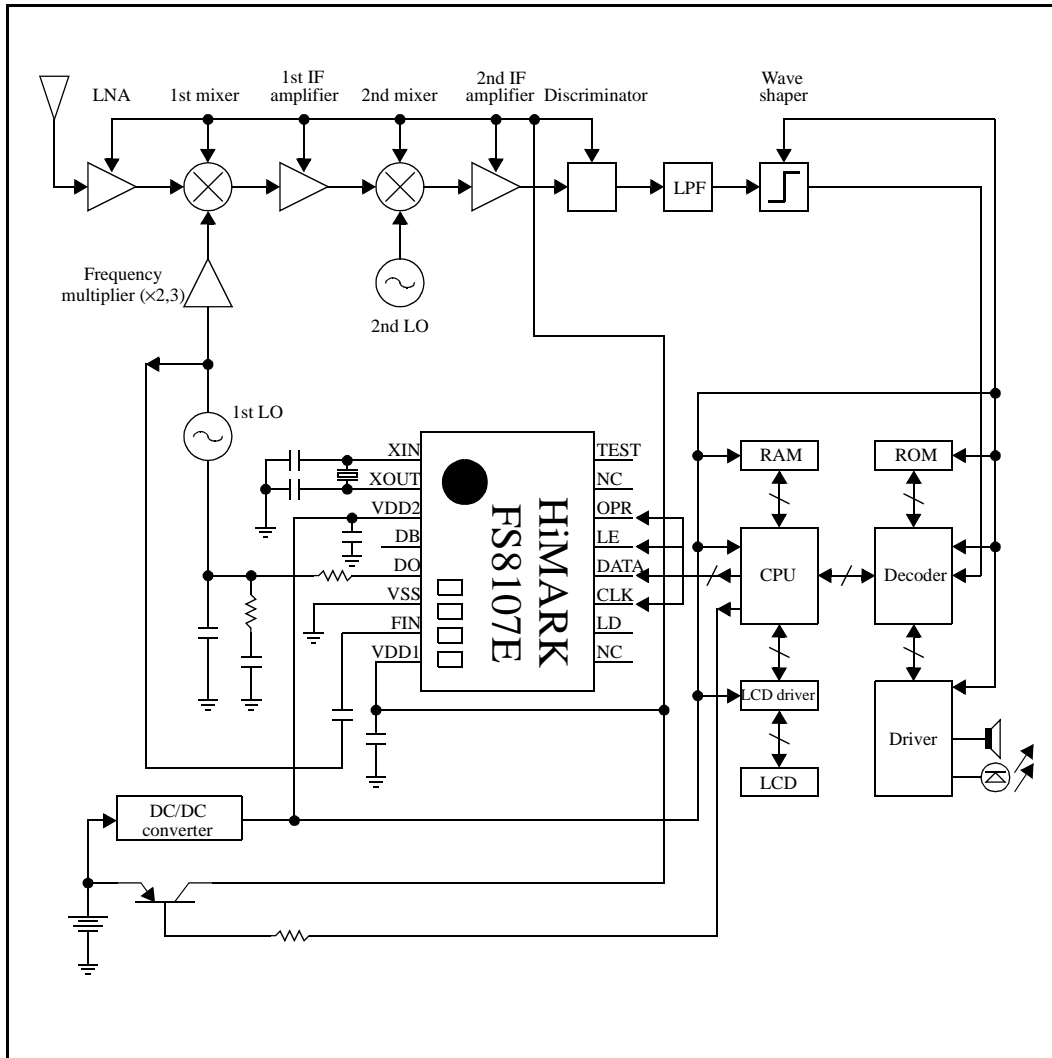 LNA
1st mixer
1st IF
amplifier
2nd mixer
2nd IF
amplifier
Discriminator
Wave
shaper
LPF
Frequency
multiplier (×2,3)
2nd LO
1st LO
XIN
XOUT
VDD2
DB
DO
VSS
FIN
VDD1
HiMARK
FS8107E
TEST
NC
OPR
LE
DATA
CLK
LD
NC
RAM
ROM
CPU
Decoder
LCD driver
LCD
Driver
DC/DC
converter